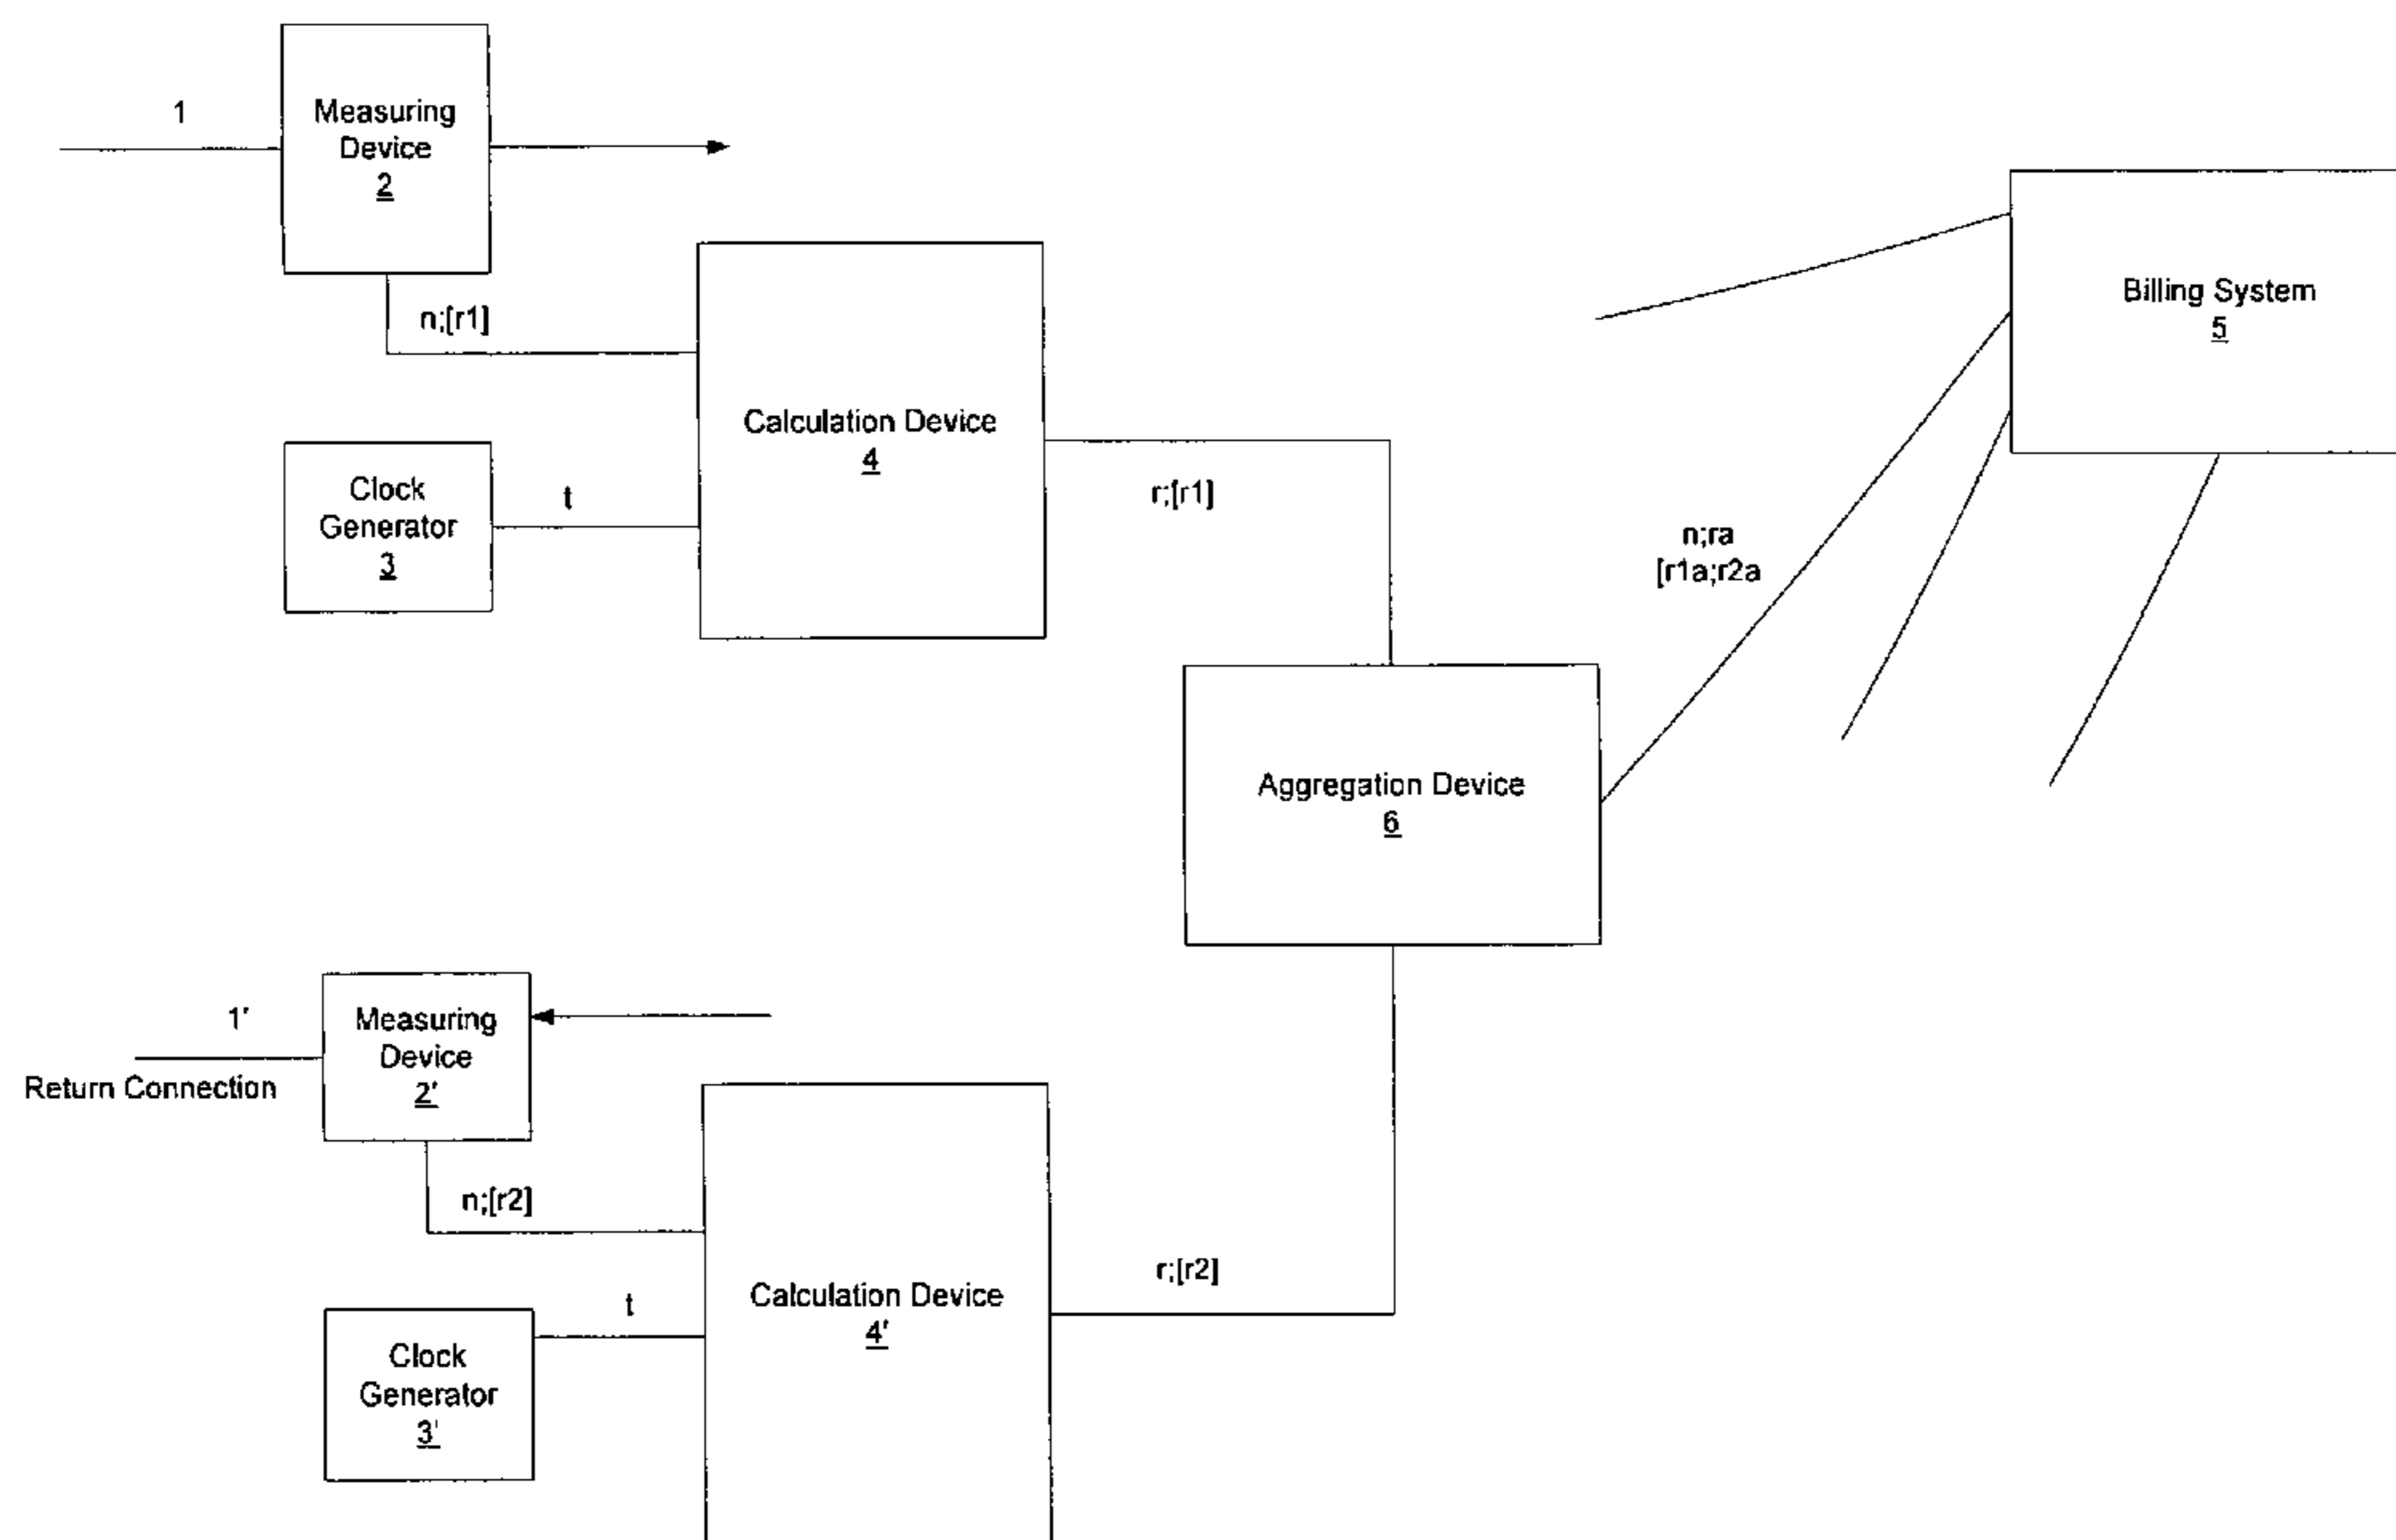 1
Measuring
Device
2
n;[r1]
Clock
Generator
3
t
Calculation Device
4
r;[r1]
Billing System
5
n;ra
[r1a;r2a
Aggregation Device
6
1'
Return Connection
Measuring
Device
2'
n;[r2]
Clock
Generator
3'
t
Calculation Device
4'
r;[r2]